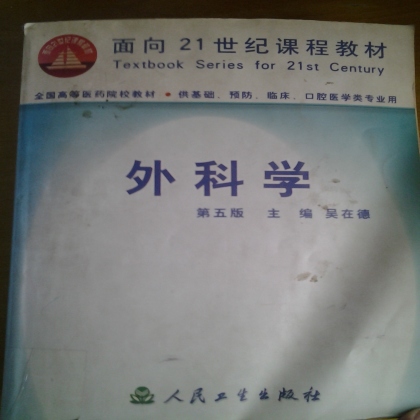 面向21世纪课程教材
Textbook Series for 21st Century
全国高等医药院校教材·供基础、预防、临床、口腔医学类专业用
外科学
第五版 主 编 吴在德
人民卫生出版社